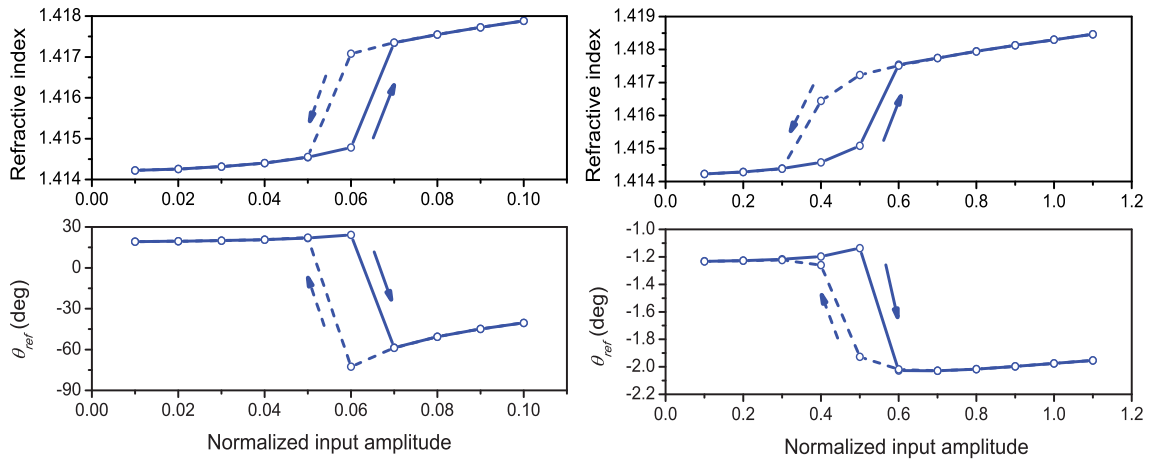 Refractive index
1.418
1.417
1.416
1.415
1.414
0.00 0.02 0.04 0.06 0.08 0.10
Refractive index
1.419
1.418
1.417
1.416
1.415
1.414
0.2 0.4 0.6 0.8 1.0 1.2
θref (deg)
30
0
-30
-60
-90
0.00 0.02 0.04 0.06 0.08 0.10
Normalized input amplitude
θref (deg)
-1.0
-1.2
-1.4
-1.6
-1.8
-2.0
-2.2
0.0 0.2 0.4 0.6 0.8 1.0 1.2
Normalized input amplitude